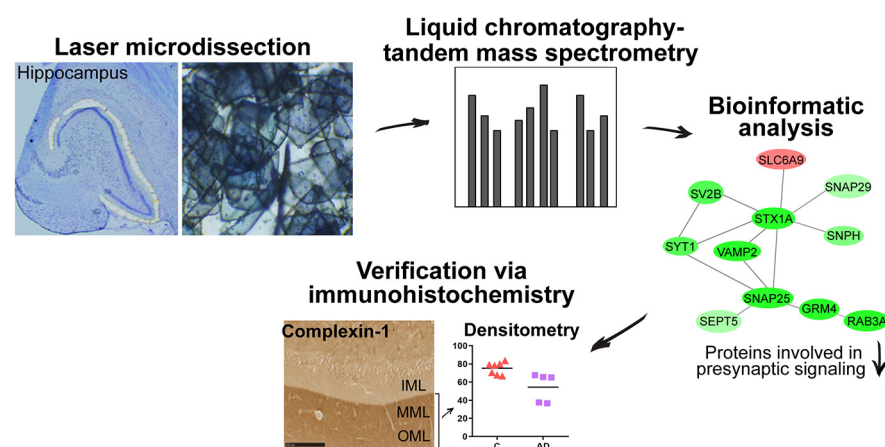 Laser microdissection
Hippocampus
Liquid chromatography-
tandem mass spectrometry
Bioinformatic
analysis
SLC6A9
SNAP29
SV2B
STX1A
SNPH
SYT1
VAMP2
SNAP25
GRM4
RAB3A
SEPT5
Proteins involved in
presynaptic signaling
Verification via
immunohistochemistry
Complexin-1
IML
MML
OML
Densitometry
100
80
60
40
20
0
C
AD